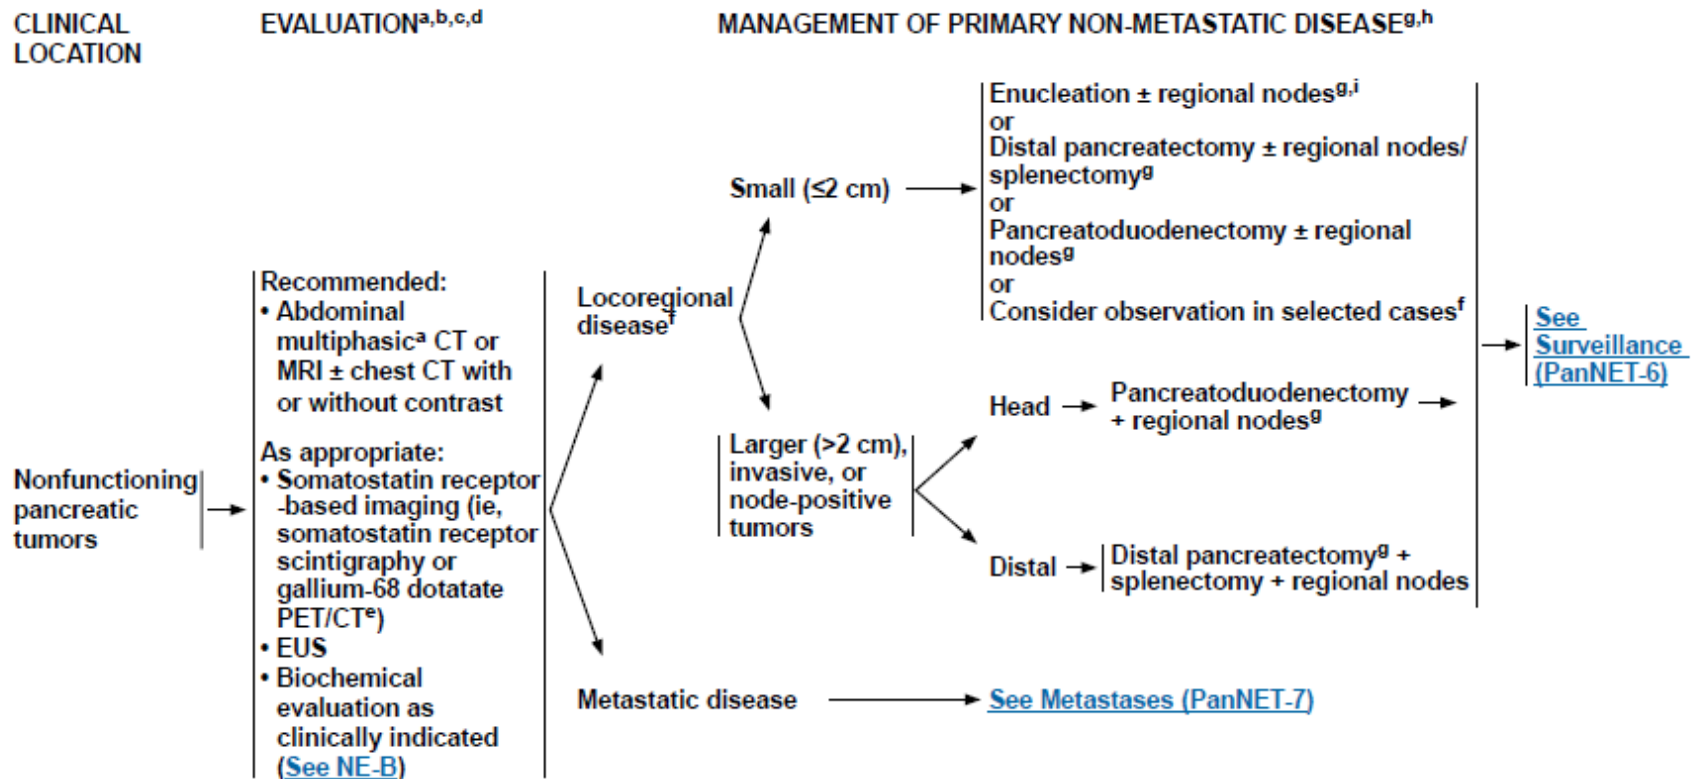 CLINICAL
LOCATION
EVALUATIONa,b,c,d
MANAGEMENT OF PRIMARY NON-METASTATIC DISEASEg,h
Nonfunctioning
pancreatic
tumors
Recommended:
• Abdominal
multiphasica CT or
MRI ± chest CT with
or without contrast
As appropriate:
• Somatostatin receptor
-based imaging (ie,
somatostatin receptor
scintigraphy or
gallium-68 dotatate
PET/CTe)
• EUS
• Biochemical
evaluation as
clinically indicated
(See NE-B)
Locoregional
diseasef
Small (≤2 cm)
Enucleation ± regional nodesg,i
or
Distal pancreatectomy ± regional nodes/
splenectomyg
or
Pancreatoduodenectomy ± regional
nodesg
or
Consider observation in selected casesf
Larger (>2 cm),
invasive, or
node-positive
tumors
Head
Pancreatoduodenectomy
+ regional nodesg
Distal
Distal pancreatectomyg +
splenectomy + regional nodes
See
Surveillance
(PanNET-6)
Metastatic disease
See Metastases (PanNET-7)